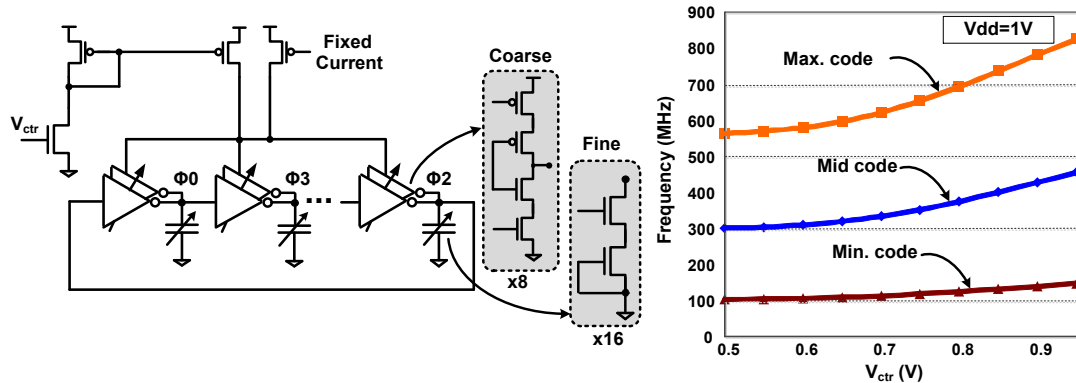 Fixed
Current
Coarse
V_ctr
Fine
Φ0
Φ3
Φ2
x8
x16
Vdd=1V
Max. code
Mid code
Min. code
Frequency (MHz)
900
800
700
600
500
400
300
200
100
0
0.5
0.6
0.7
0.8
0.9
V_ctr (V)